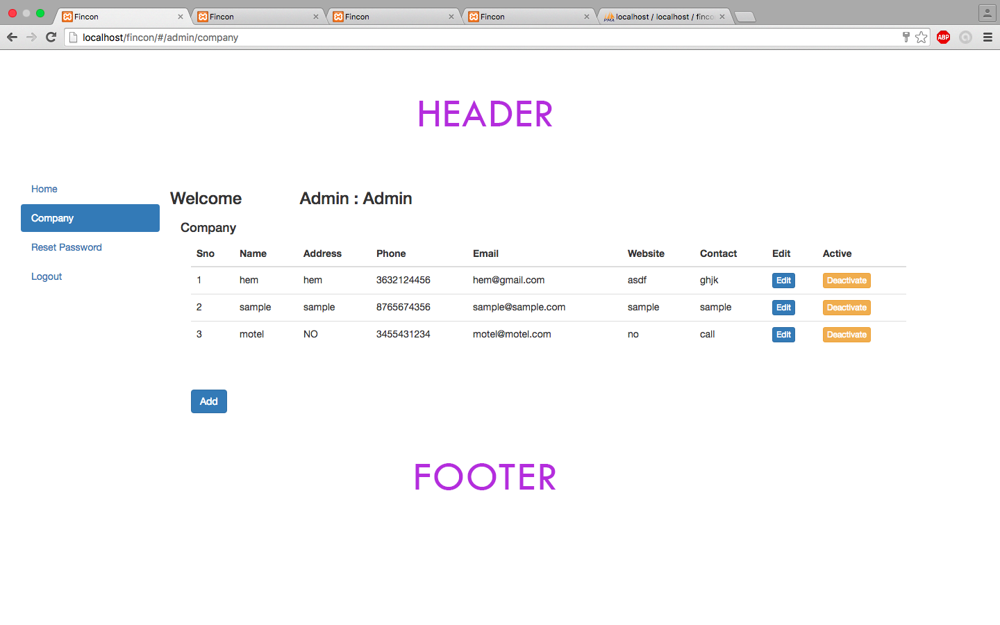 Fincon Fincon Fincon Fincon PMA localhost / localhost / finco
localhost/fincon/#/admin/company ABP
HEADER
Home
Company
Reset Password
Logout
Welcome Admin : Admin
Company
Sno Name Address Phone Email Website Contact Edit Active
1 hem hem 3632124456 hem@gmail.com asdf ghjk Edit Deactivate
2 sample sample 8765674356 sample@sample.com sample sample Edit Deactivate
3 motel NO 3455431234 motel@motel.com no call Edit Deactivate
Add
FOOTER